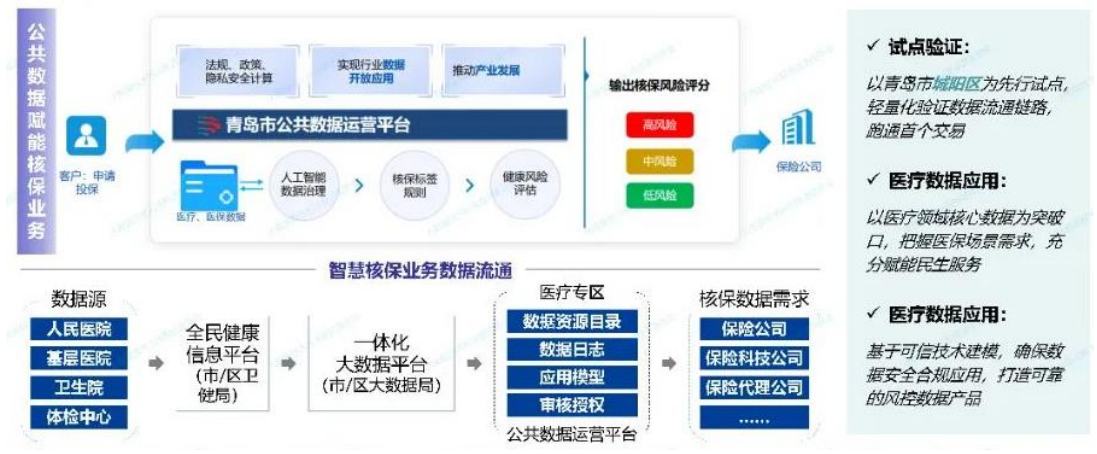 公共数据赋能核保业务
客户：申请
投保
法规、政策、
隐私安全计算
实现行业数据
开放应用
推动产业发展
青岛市公共数据运营平台
医疗、医保数据
人工智能
数据治理
核保标签
规则
健康风险
评估
输出核保风险评分
高风险
中风险
低风险
保险公司
智慧核保业务数据流通
数据源
人民医院
基层医院
卫生院
体检中心
全民健康
信息平台
(市/区卫
健局)
一体化
大数据平台
(市/区大数据局)
医疗专区
数据资源目录
数据日志
应用模型
审核授权
公共数据运营平台
核保数据需求
保险公司
保险科技公司
保险代理公司
……
✓ 试点验证：
以青岛市城阳区为先行试点，
轻量化验证数据流通链路，
跑通首个交易
✓ 医疗数据应用：
以医疗领域核心数据为突破
口，把握医保场景需求，充
分赋能民生服务
✓ 医疗数据应用：
基于可信技术建模，确保数
据安全合规应用，打造可靠
的风控数据产品